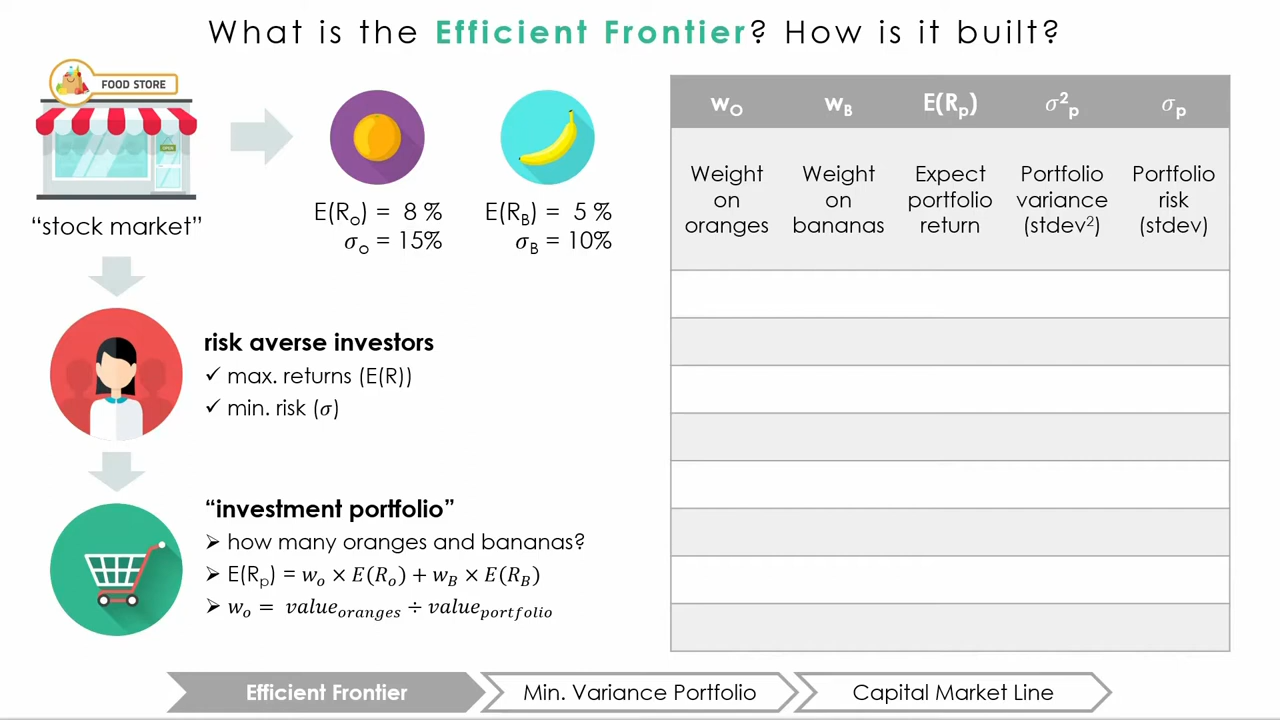 What is the Efficient Frontier? How is it built?
FOOD STORE
OPEN
“stock market”
E(Ro) = 8 %
σo = 15%
E(RB) = 5 %
σB = 10%
risk averse investors
✓ max. returns (E(R))
✓ min. risk (σ)
“investment portfolio”
➢ how many oranges and bananas?
➢ E(Rp) = wo × E(Ro) + wB × E(RB)
➢ wo = valueoranges ÷ valueportfolio
wO wB E(Rp) σ²p σp
Weight on oranges
Weight on bananas
Expect portfolio return
Portfolio variance (stdev²)
Portfolio risk (stdev)
Efficient Frontier
Min. Variance Portfolio
Capital Market Line